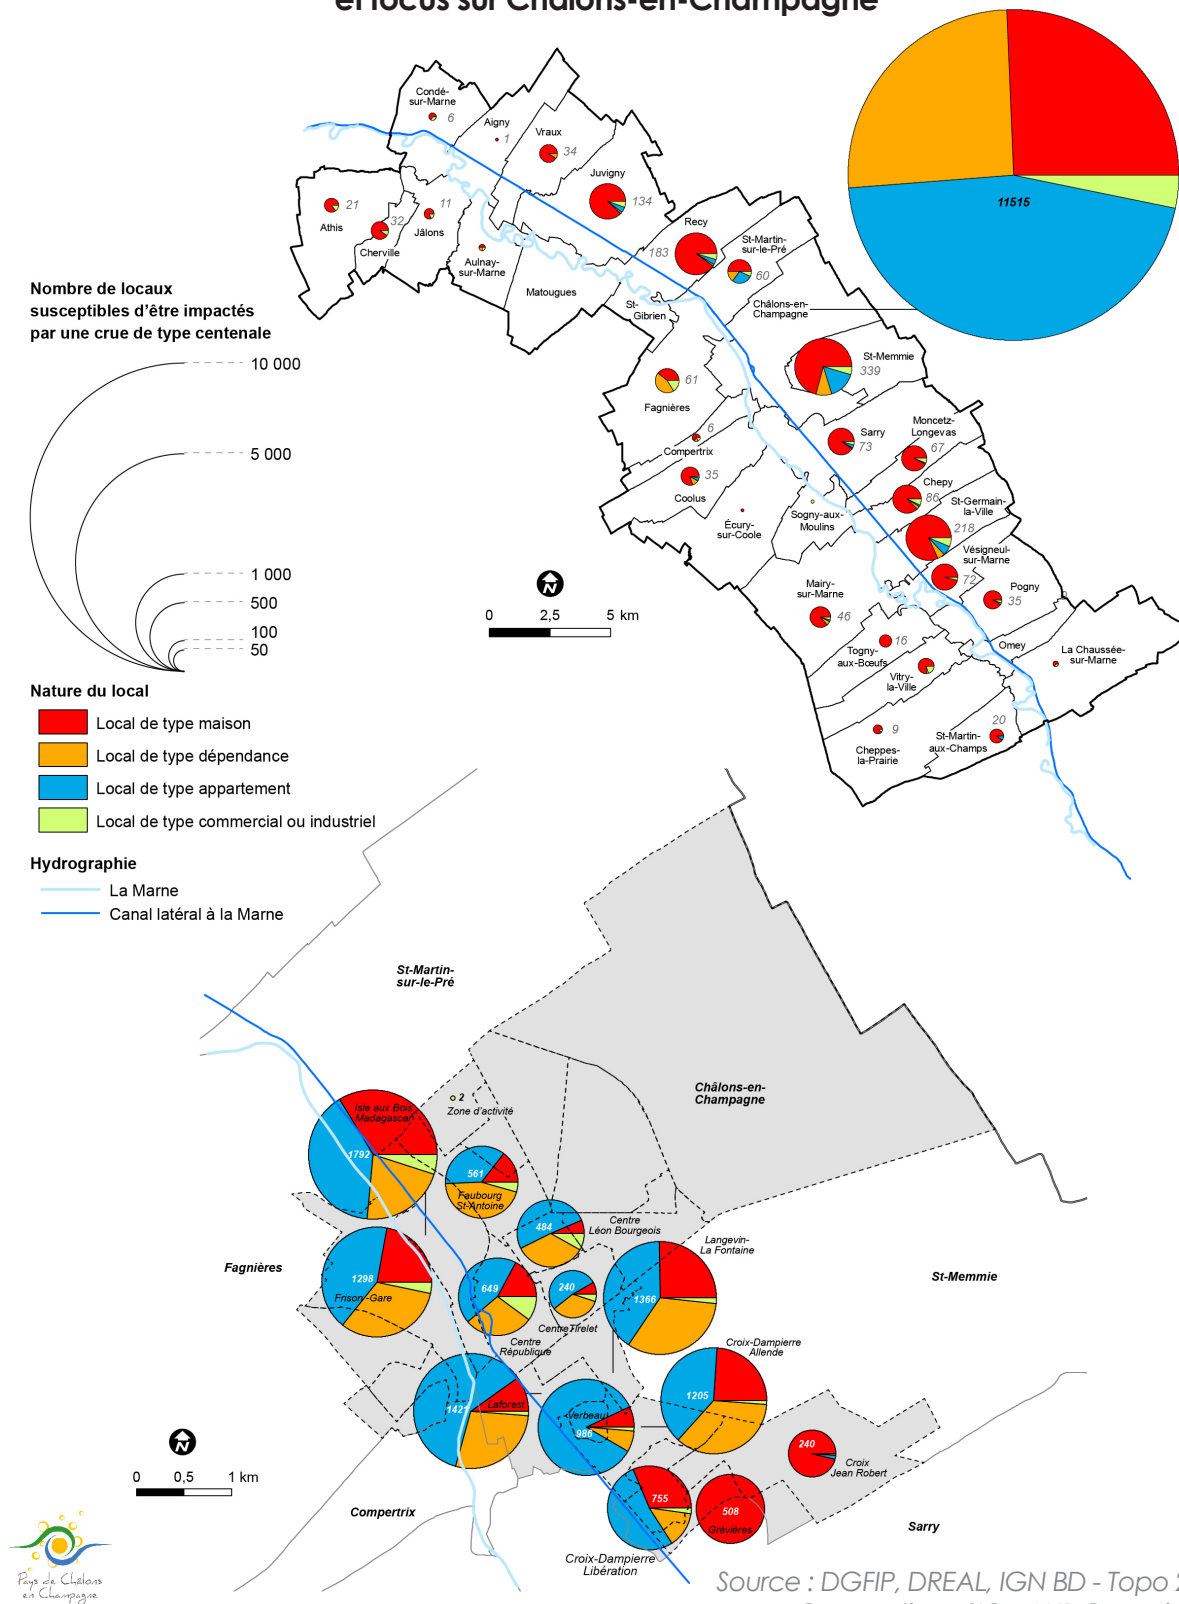 et focus sur Châlons-en-Champagne
Condé-
sur-Marne
6
Aigny
1
Vraux
34
Juvigny
134
21
Athis
32
Cherville
11
Jâlons
Aulnay-
sur-Marne
Matougues
Recy
183
St-Martin-
sur-le-Pré
60
St-
Gibrien
Châlons-en-
Champagne
11515
St-Memmie
339
61
Fagnières
6
Compertrix
35
Coolus
Sarry
73
Moncetz-
Longevas
67
Chepy
86
St-Germain-
la-Ville
218
Écury-
sur-Coole
Sogny-aux-
Moulins
Vésigneul-
sur-Marne
72
Pogny
35
Mairy-
sur-Marne
46
16
Togny-
aux-Bœufs
Vitry-
la-Ville
Omey
La Chaussée-
sur-Marne
9
Cheppes-
la-Prairie
20
St-Martin-
aux-Champs
0 2,5 5 km
Nombre de locaux
susceptibles d’être impactés
par une crue de type centenale
10 000
5 000
1 000
500
100
50
Nature du local
Local de type maison
Local de type dépendance
Local de type appartement
Local de type commercial ou industriel
Hydrographie
La Marne
Canal latéral à la Marne
St-Martin-
sur-le-Pré
Châlons-en-
Champagne
Isle aux Bois
Madagascar
1792
2
Zone d’activité
561
Faubourg
St-Antoine
484
Centre
Léon Bourgeois
Langevin-
La Fontaine
1366
Fagnières
1298
Frison -Gare
649
Centre
République
240
Centre Tirelet
St-Memmie
Croix-Dampierre
Allende
1205
1421
Laforest
Verbeau
986
240
Croix
Jean Robert
755
Croix-Dampierre
Libération
508
Grévières
Compertrix
Sarry
0 0,5 1 km
N
N
Pays de Châlons
en Champagne
Source : DGFIP, DREAL, IGN BD - Topo 2